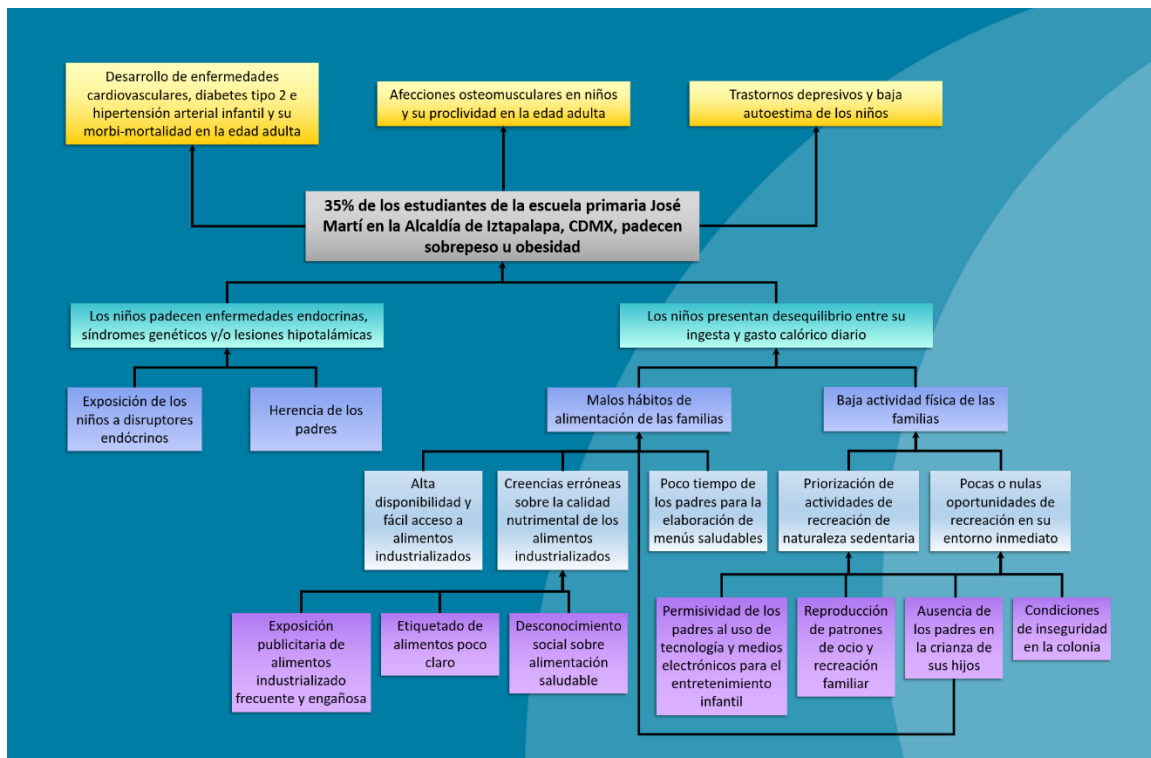 Desarrollo de enfermedades
cardiovasculares, diabetes tipo 2 e
hipertensión arterial infantil y su
morbi-mortalidad en la edad adulta
Afecciones osteomusculares en niños
y su proclividad en la edad adulta
Trastornos depresivos y baja
autoestima de los niños
35% de los estudiantes de la escuela primaria José
Martí en la Alcaldía de Iztapalapa, CDMX, padecen
sobrepeso u obesidad
Los niños padecen enfermedades endocrinas,
síndromes genéticos y/o lesiones hipotalámicas
Los niños presentan desequilibrio entre su
ingesta y gasto calórico diario
Exposición de los
niños a disruptores
endócrinos
Herencia de los
padres
Malos hábitos de
alimentación de las familias
Baja actividad física de las
familias
Alta
disponibilidad y
fácil acceso a
alimentos
industrializados
Creencias erróneas
sobre la calidad
nutrimental de los
alimentos
industrializados
Poco tiempo de
los padres para la
elaboración de
menús saludables
Priorización de
actividades de
recreación de
naturaleza sedentaria
Pocas o nulas
oportunidades de
recreación en su
entorno inmediato
Exposición
publicitaria de
alimentos
industrializado
frecuente y engañosa
Etiquetado de
alimentos poco
claro
Desconocimiento
social sobre
alimentación
saludable
Permisividad de los
padres al uso de
tecnología y medios
electrónicos para el
entretenimiento
infantil
Reproducción
de patrones
de ocio y
recreación
familiar
Ausencia de
los padres en
la crianza de
sus hijos
Condiciones
de inseguridad
en la colonia